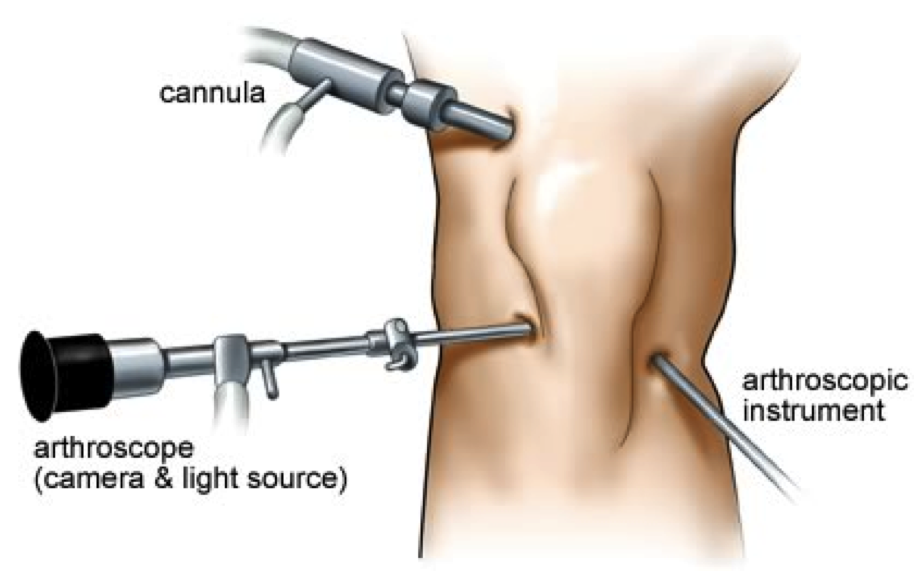 cannula
arthroscopic
instrument
arthroscope
(camera & light source)